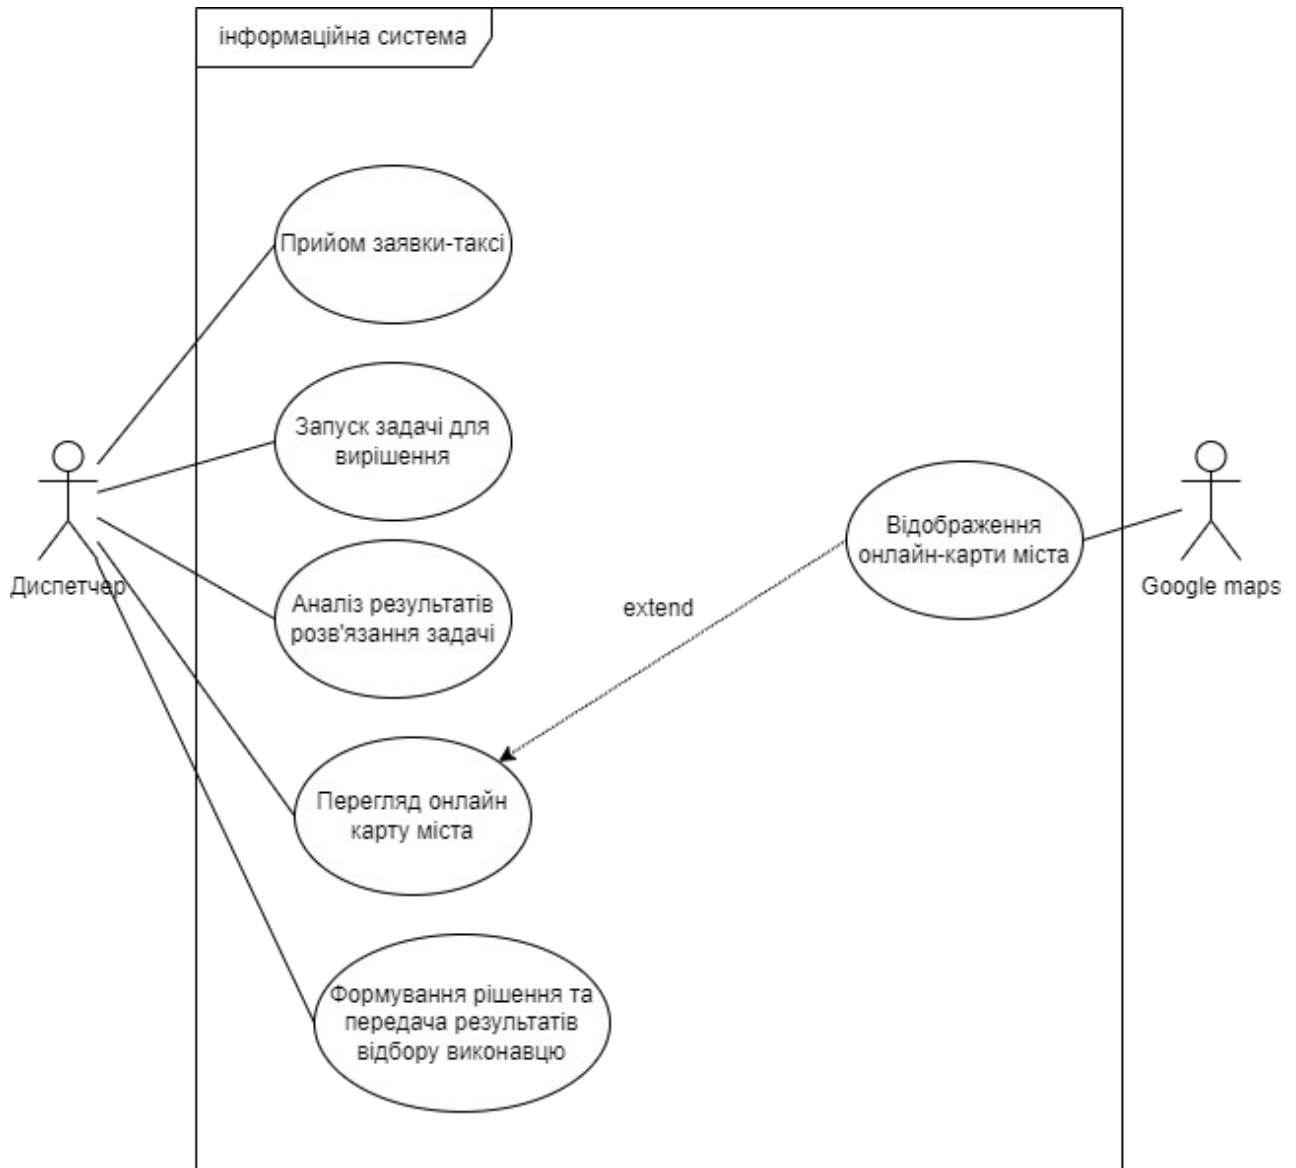 інформаційна система
Прийом заявки-таксі
Запуск задачі для
вирішення
Диспетчер
Аналіз результатів
розв'язання задачі
extend
Відображення
онлайн-карти міста
Google maps
Перегляд онлайн
карту міста
Формування рішення та
передача результатів
відбору виконавцю